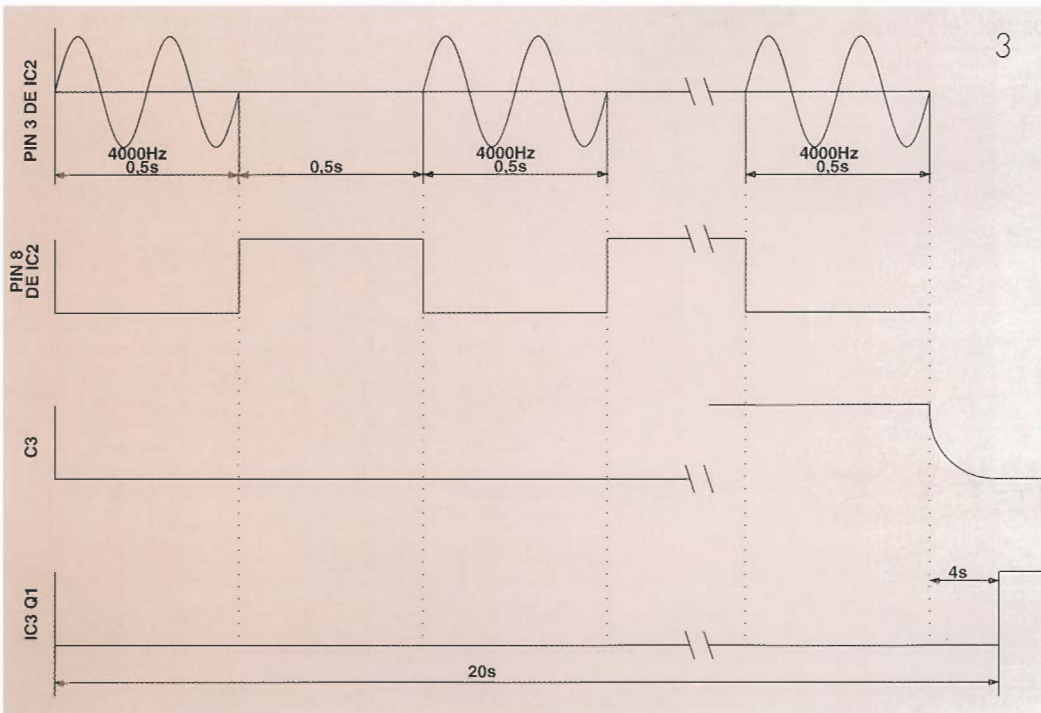 3
PIN 3 DE IC2
4000Hz
0,5s
0,5s
4000Hz
0,5s
4000Hz
0,5s
PIN 8
DE IC2
C3
IC3 Q1
4s
20s